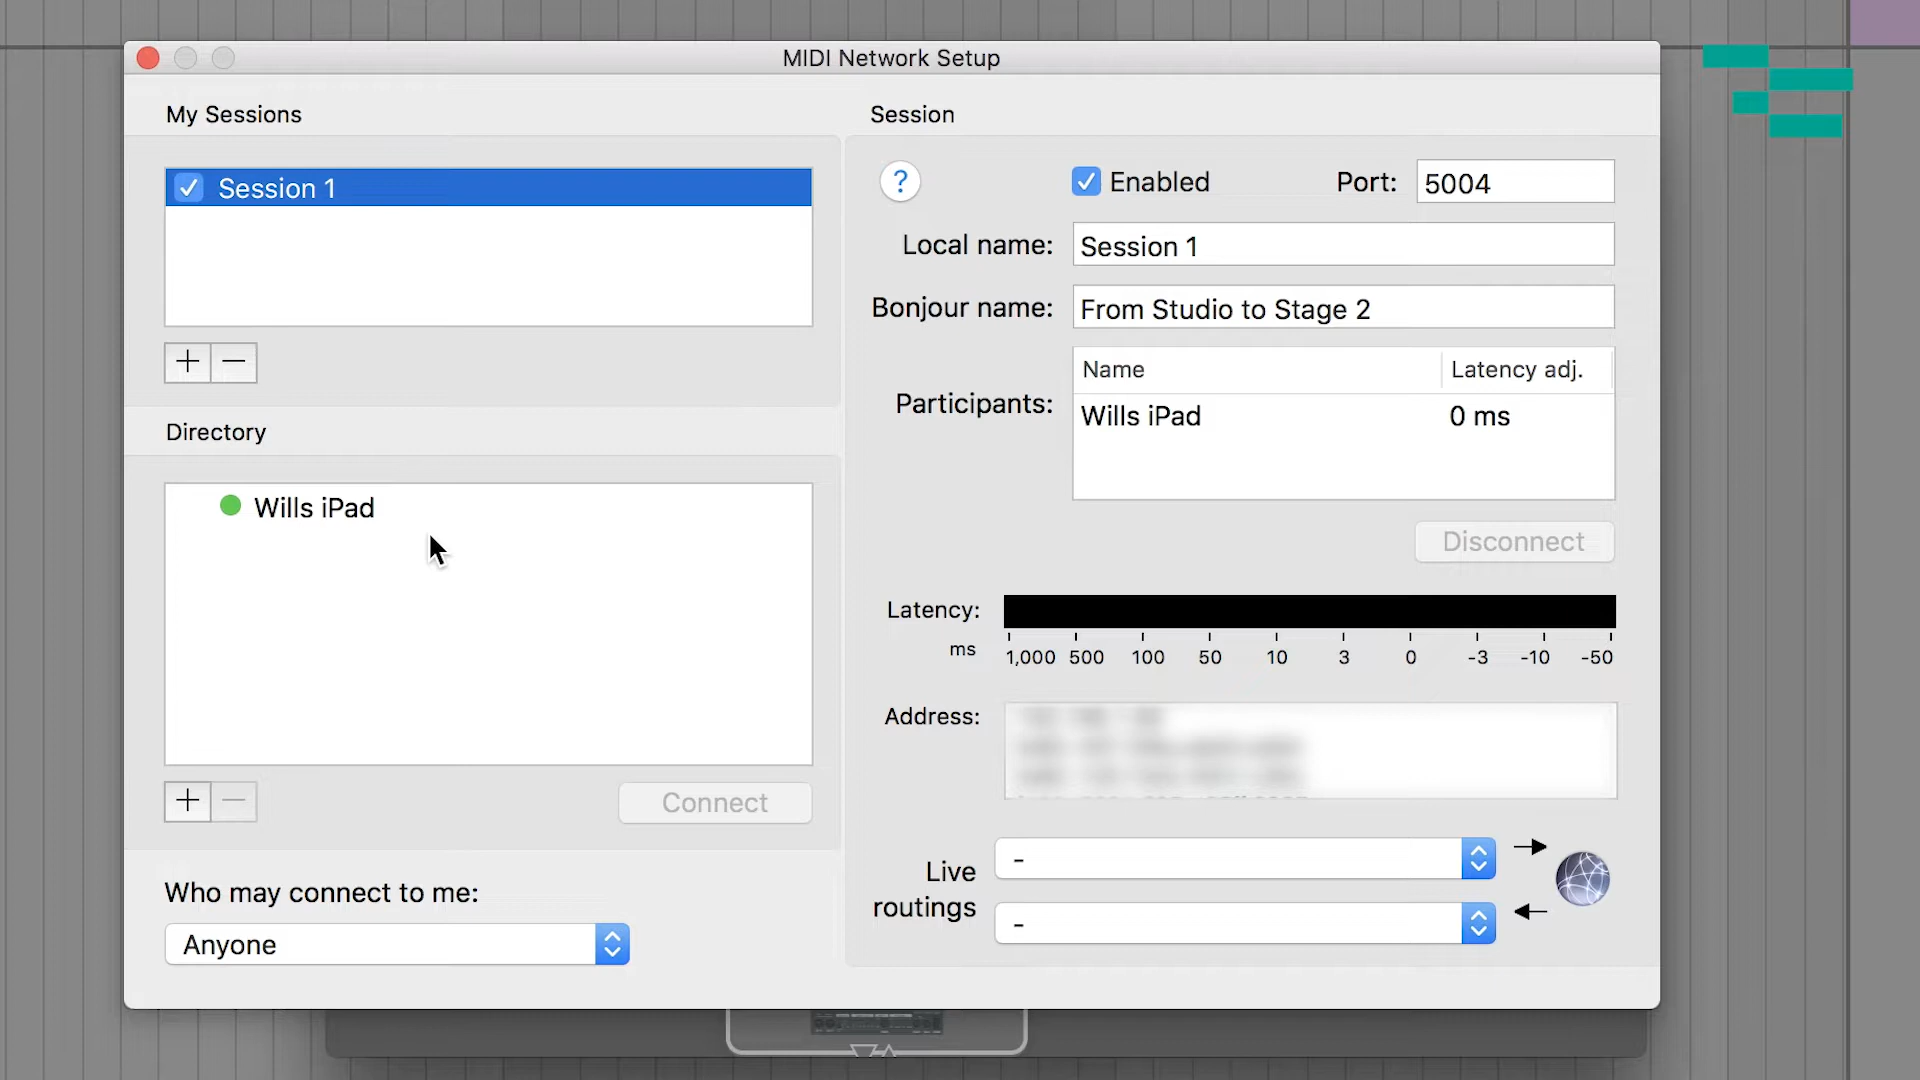 MIDI Network Setup
My Sessions
Session 1
Directory
Wills iPad
Connect
Who may connect to me:
Anyone
Session
?
Enabled
Port: 5004
Local name: Session 1
Bonjour name: From Studio to Stage 2
Participants:
Name Latency adj.
Wills iPad 0 ms
Disconnect
Latency:
ms
1,000 500 100 50 10 3 0 -3 -10 -50
Address:
Live
routings
-
-